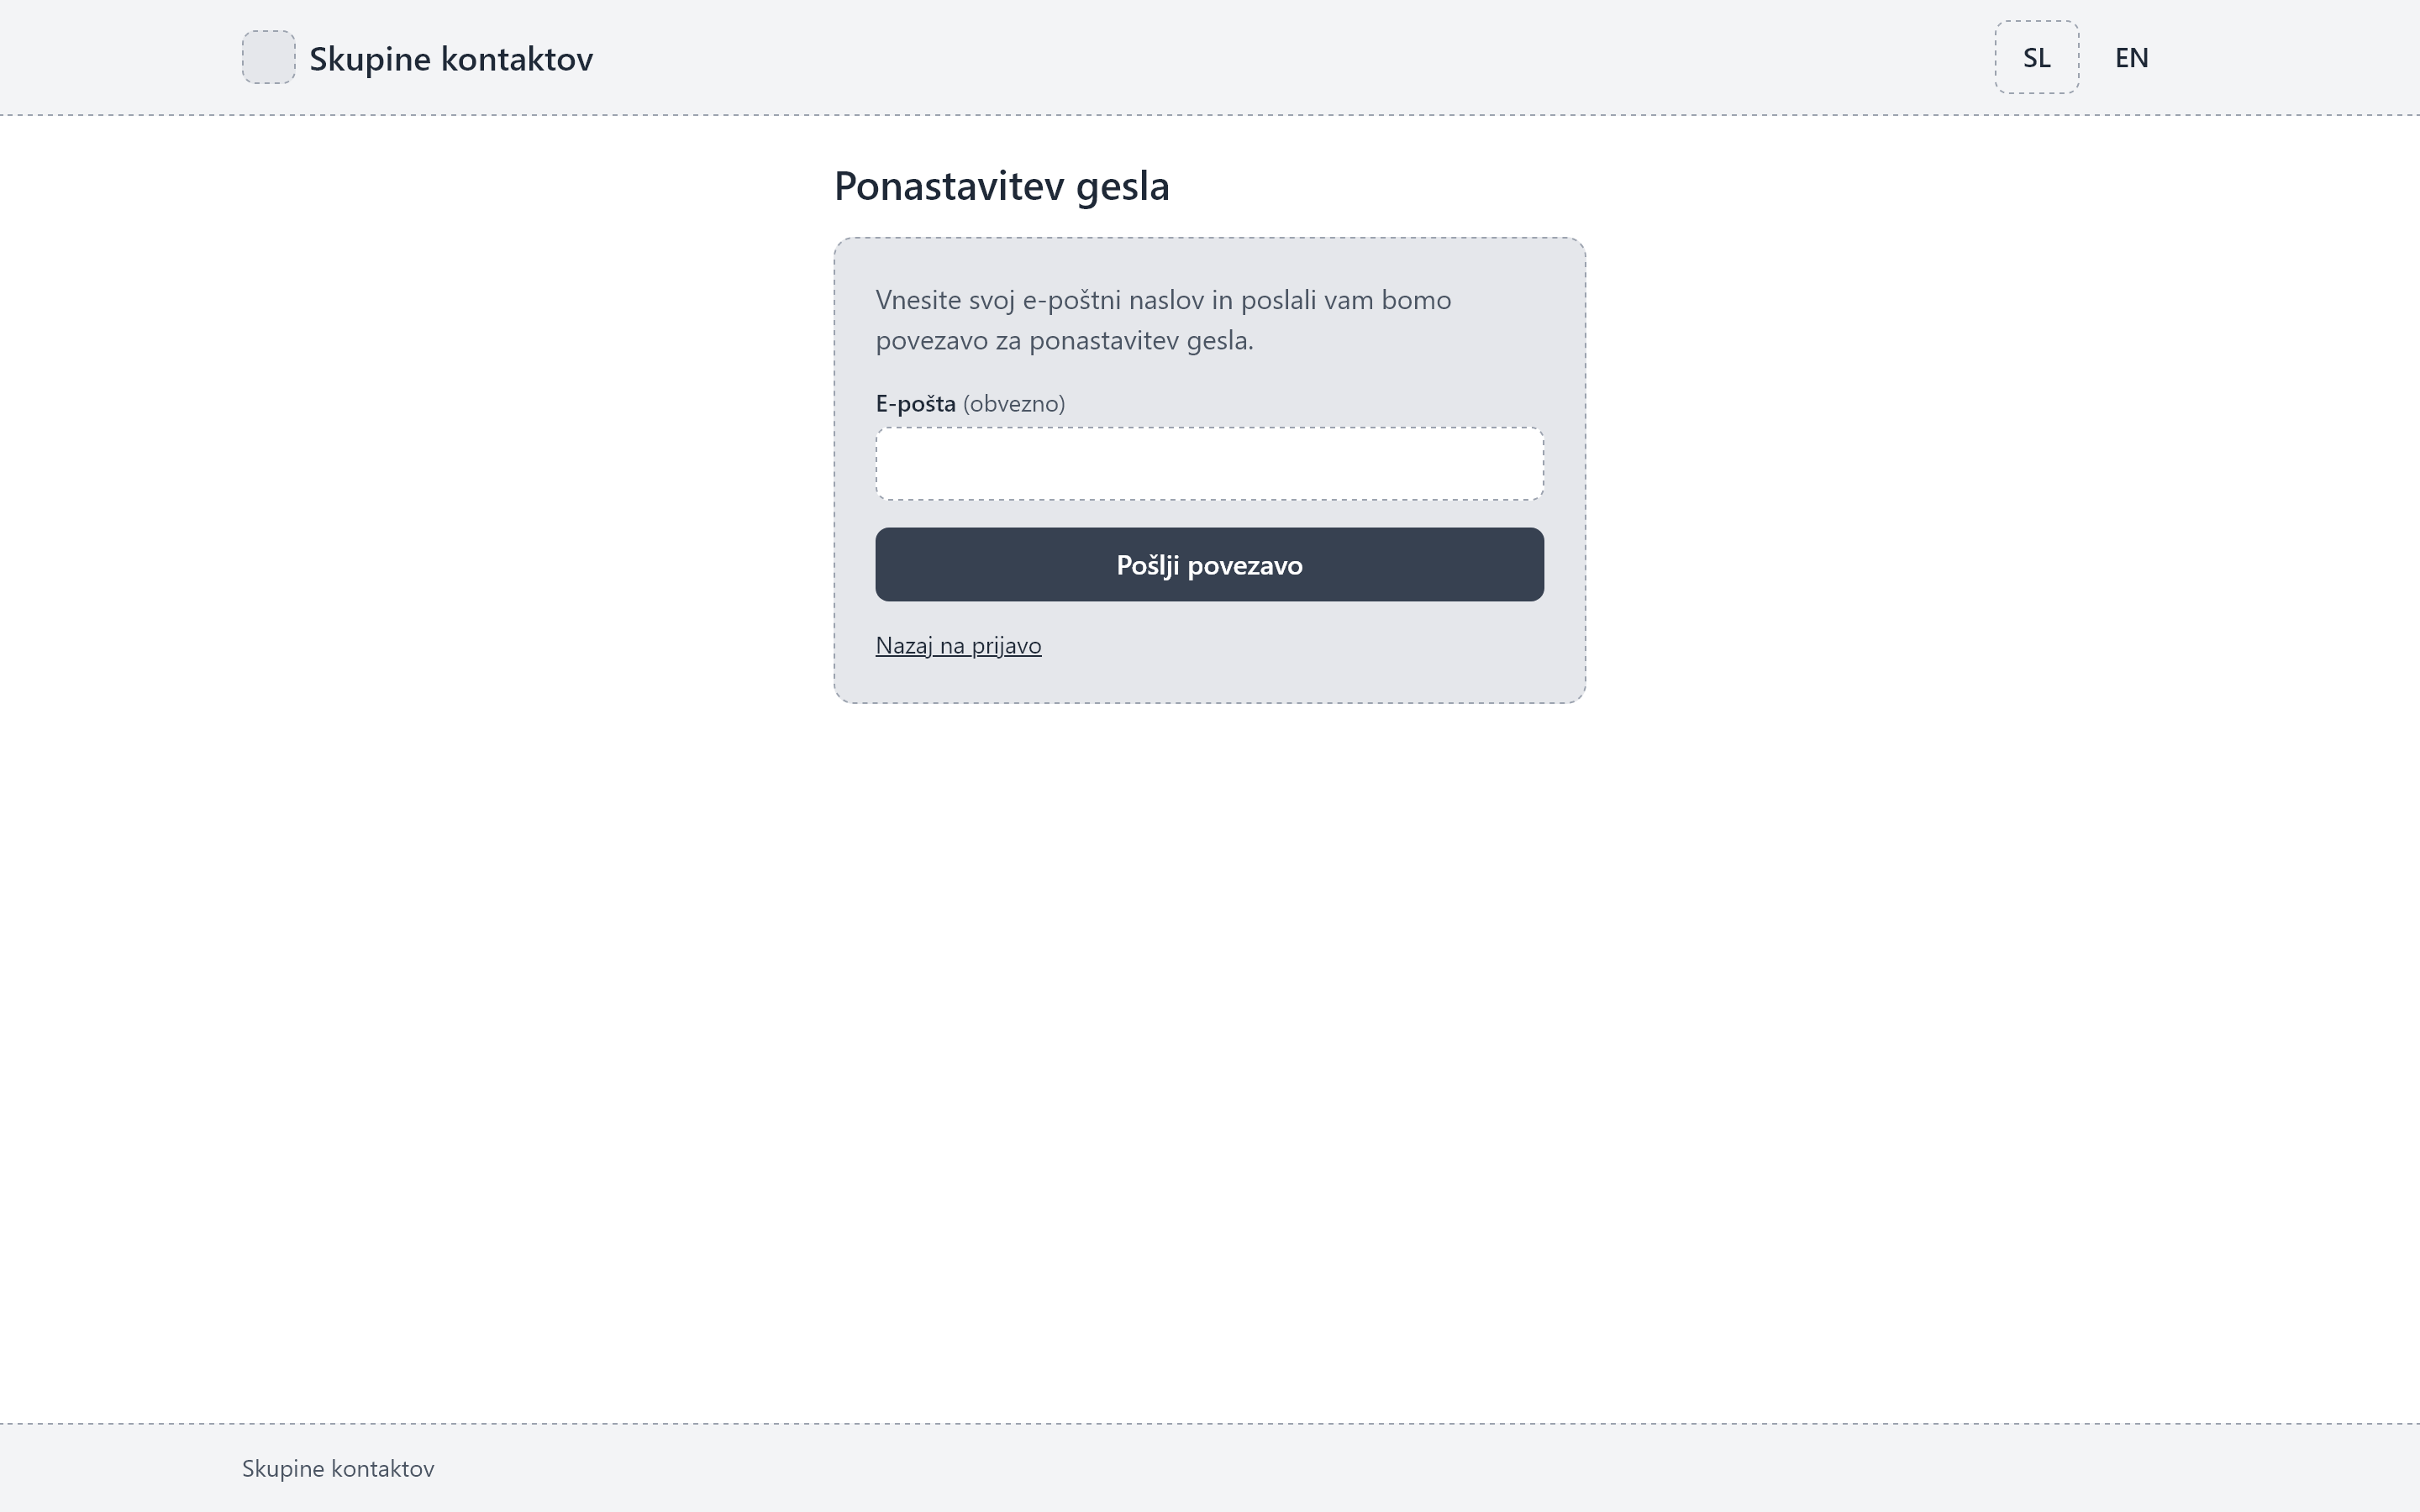 Skupine kontaktov
SL
EN
Ponastavitev gesla
Vnesite svoj e-poštni naslov in poslali vam bomo
povezavo za ponastavitev gesla.
E-pošta (obvezno)
Pošlji povezavo
Nazaj na prijavo
Skupine kontaktov